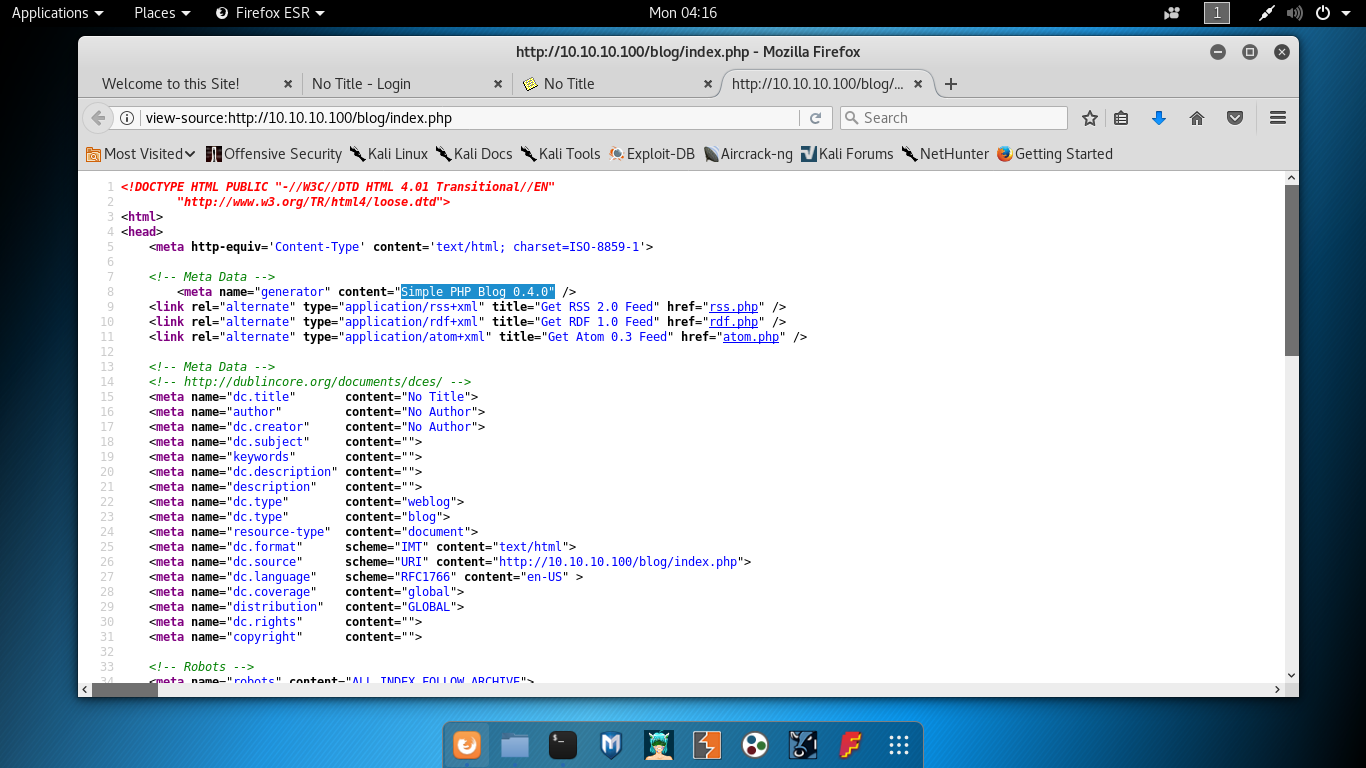 Applications Places Firefox ESR Mon 04:16 1
http://10.10.10.100/blog/index.php - Mozilla Firefox
Welcome to this Site! No Title - Login No Title http://10.10.10.100/blog/...
view-source:http://10.10.10.100/blog/index.php Search
Most Visited Offensive Security Kali Linux Kali Docs Kali Tools Exploit-DB Aircrack-ng Kali Forums NetHunter Getting Started
1 <!DOCTYPE HTML PUBLIC "-//W3C//DTD HTML 4.01 Transitional//EN"
2 "http://www.w3.org/TR/html4/loose.dtd">
3 <html>
4 <head>
5 <meta http-equiv='Content-Type' content='text/html; charset=ISO-8859-1'>
6
7 <!-- Meta Data -->
8 <meta name="generator" content="Simple PHP Blog 0.4.0" />
9 <link rel="alternate" type="application/rss+xml" title="Get RSS 2.0 Feed" href="rss.php" />
10 <link rel="alternate" type="application/rdf+xml" title="Get RDF 1.0 Feed" href="rdf.php" />
11 <link rel="alternate" type="application/atom+xml" title="Get Atom 0.3 Feed" href="atom.php" />
12
13 <!-- Meta Data -->
14 <!-- http://dublincore.org/documents/dces/ -->
15 <meta name="dc.title" content="No Title">
16 <meta name="author" content="No Author">
17 <meta name="dc.creator" content="No Author">
18 <meta name="dc.subject" content="">
19 <meta name="keywords" content="">
20 <meta name="dc.description" content="">
21 <meta name="description" content="">
22 <meta name="dc.type" content="weblog">
23 <meta name="dc.type" content="blog">
24 <meta name="resource-type" content="document">
25 <meta name="dc.format" scheme="IMT" content="text/html">
26 <meta name="dc.source" scheme="URI" content="http://10.10.10.100/blog/index.php">
27 <meta name="dc.language" scheme="RFC1766" content="en-US" >
28 <meta name="dc.coverage" content="global">
29 <meta name="distribution" content="GLOBAL">
30 <meta name="dc.rights" content="">
31 <meta name="copyright" content="">
32
33 <!-- Robots -->
34 <meta name="robots" content="ALL,INDEX,FOLLOW,ARCHIVE">